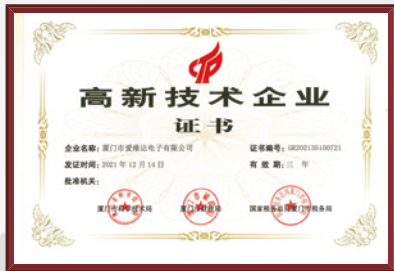 高新技术企业
证书
企业名称：厦门市爱维达电子有限公司 证书编号：GR202135100721
发证时间：2021年12月14日 有效期：三 年
批准机关：
厦门市科学技术局 厦门市财政局 国家税务总局厦门市税务局